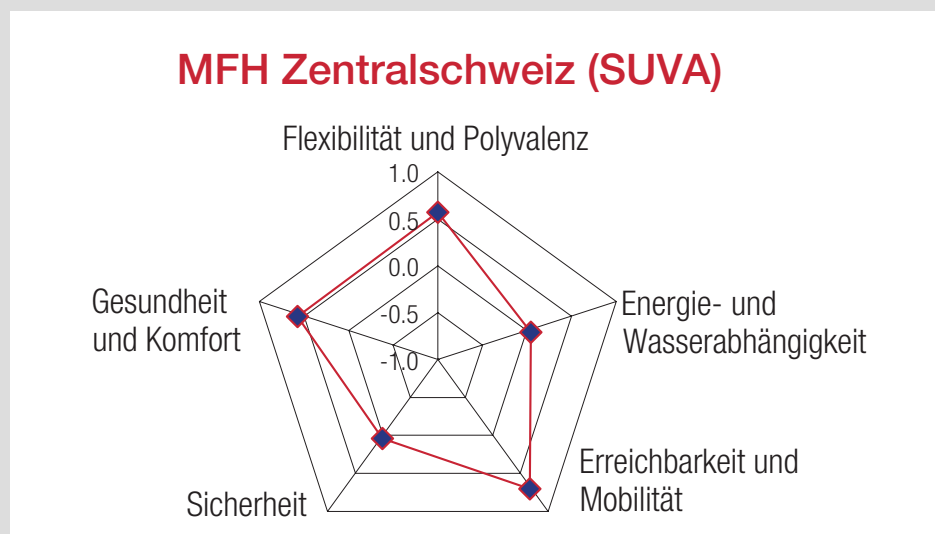 MFH Zentralschweiz (SUVA)
Flexibilität und Polyvalenz
1.0
0.5
0.0
-0.5
-1.0
Gesundheit
und Komfort
Energie- und
Wasserabhängigkeit
Erreichbarkeit und
Mobilität
Sicherheit